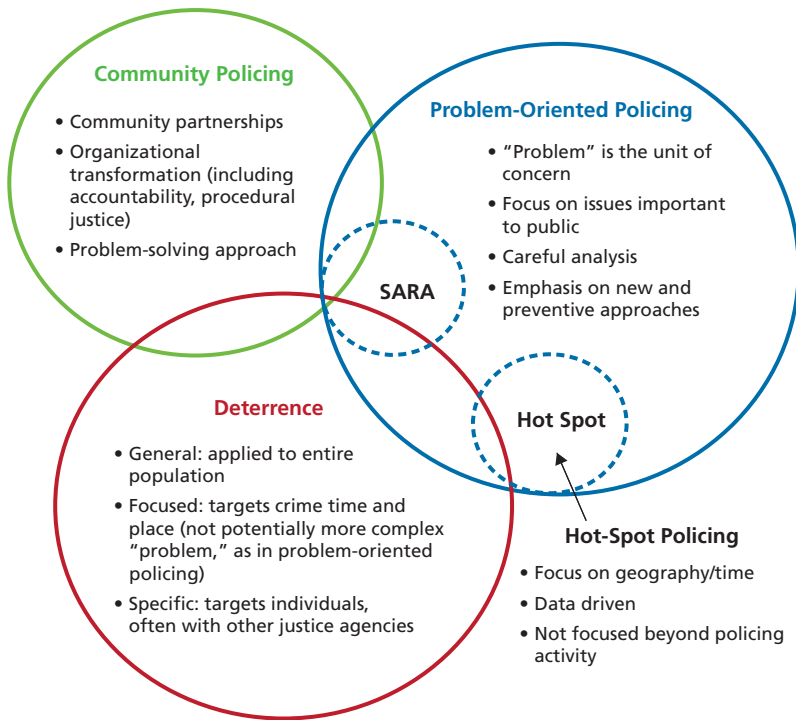 Community Policing
• Community partnerships
• Organizational
transformation (including
accountability, procedural
justice)
• Problem-solving approach
Problem-Oriented Policing
• “Problem” is the unit of
concern
• Focus on issues important
to public
• Careful analysis
• Emphasis on new and
preventive approaches
SARA
Deterrence
• General: applied to entire
population
• Focused: targets crime time and
place (not potentially more complex
“problem,” as in problem-oriented
policing)
• Specific: targets individuals,
often with other justice agencies
Hot Spot
Hot-Spot Policing
• Focus on geography/time
• Data driven
• Not focused beyond policing
activity